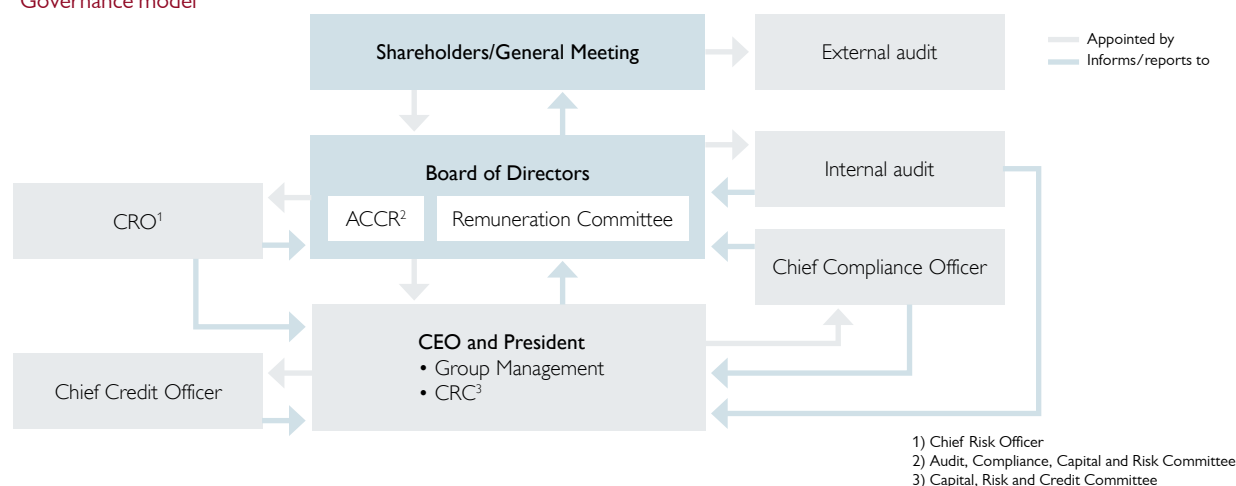 Governance model
Shareholders/General Meeting
External audit
Appointed by
Informs/reports to
Board of Directors
ACCR²
Remuneration Committee
Internal audit
CRO¹
Chief Compliance Officer
CEO and President
• Group Management
• CRC³
Chief Credit Officer
1) Chief Risk Officer
2) Audit, Compliance, Capital and Risk Committee
3) Capital, Risk and Credit Committee